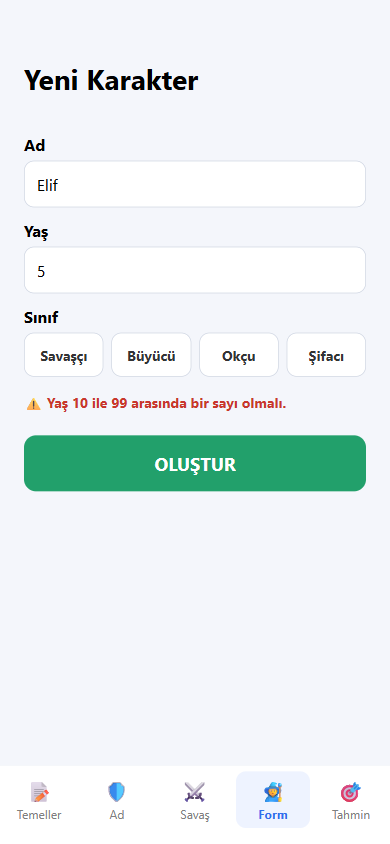 Yeni Karakter
Ad
Elif
Yaş
5
Sınıf
Savaşçı Büyücü Okçu Şifacı
⚠️ Yaş 10 ile 99 arasında bir sayı olmalı.
OLUŞTUR
Temeller Ad Savaş Form Tahmin